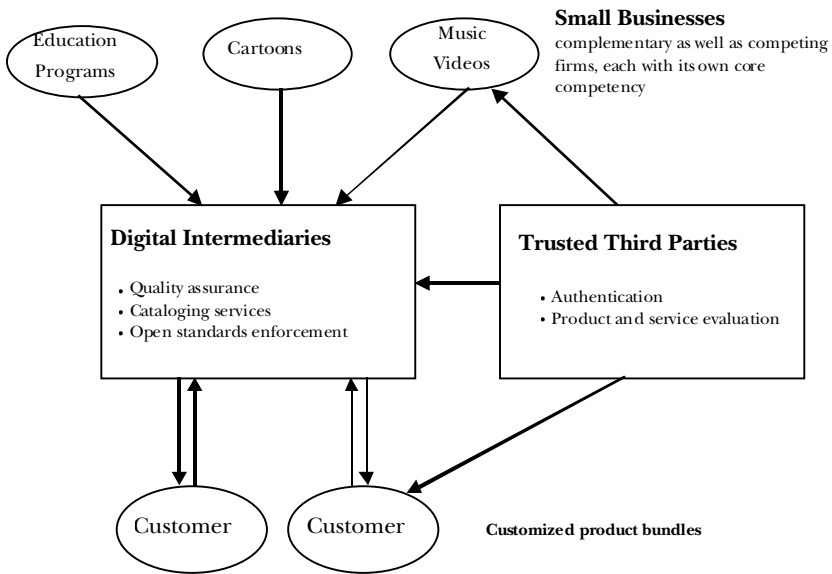 Education
Programs
Cartoons
Music
Videos
Small Businesses
complementary as well as competing
firms, each with its own core
competency
Digital Intermediaries
• Quality assurance
• Cataloging services
• Open standards enforcement
Trusted Third Parties
• Authentication
• Product and service evaluation
Customer
Customer
Customized product bundles